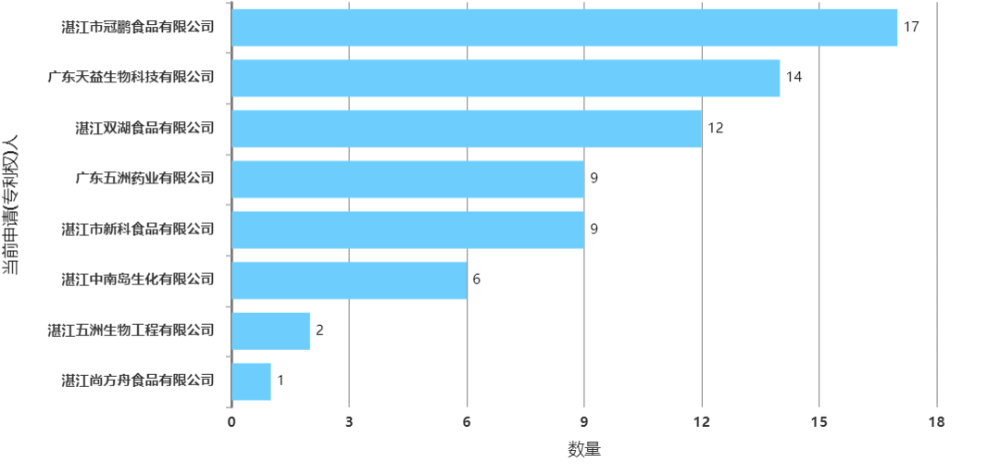 湛江市冠鹏食品有限公司
17
广东天益生物科技有限公司
14
湛江双湖食品有限公司
12
广东五洲药业有限公司
9
湛江市新科食品有限公司
9
湛江中南岛生化有限公司
6
湛江五洲生物工程有限公司
2
湛江尚方舟食品有限公司
1
当前申请(专利权)人
0 3 6 9 12 15 18
数量